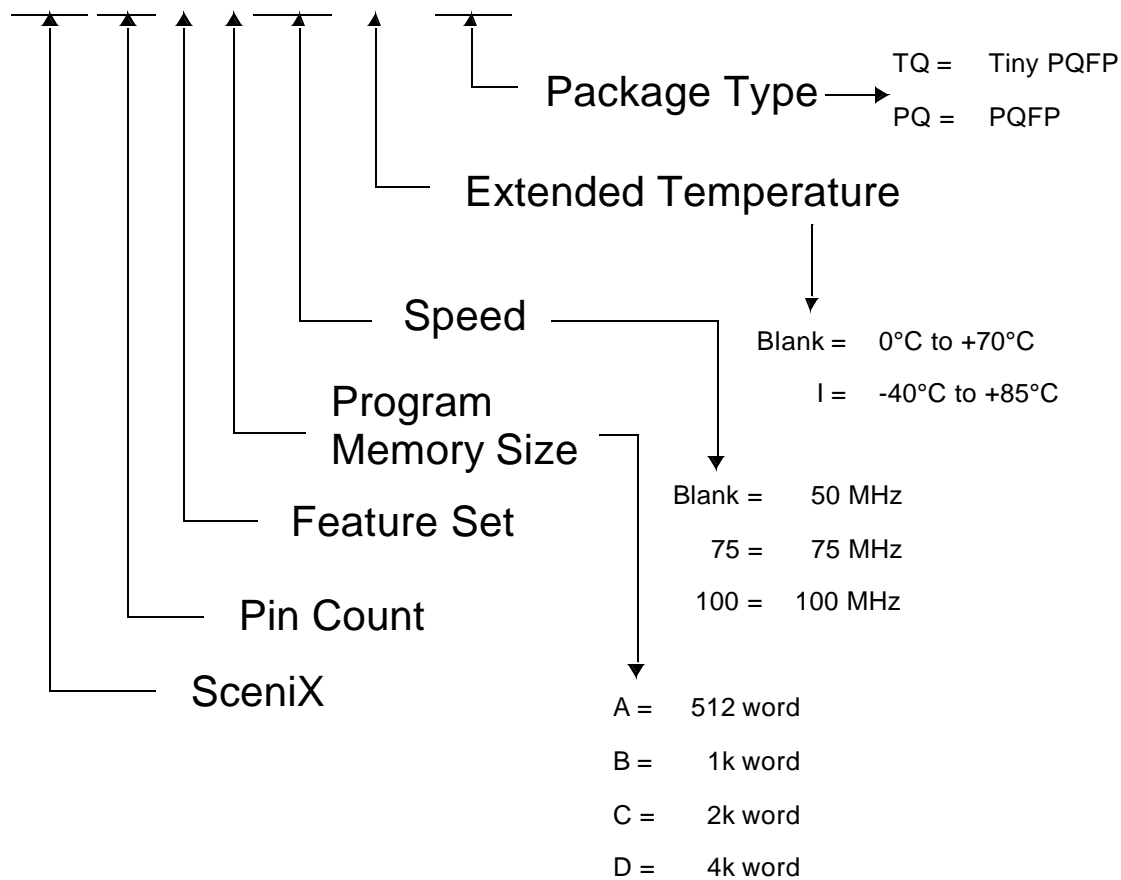 Package Type
TQ = Tiny PQFP
PQ = PQFP
Extended Temperature
Blank = 0°C to +70°C
I = -40°C to +85°C
Speed
Blank = 50 MHz
75 = 75 MHz
100 = 100 MHz
Program
Memory Size
A = 512 word
B = 1k word
C = 2k word
D = 4k word
Feature Set
Pin Count
SceniX